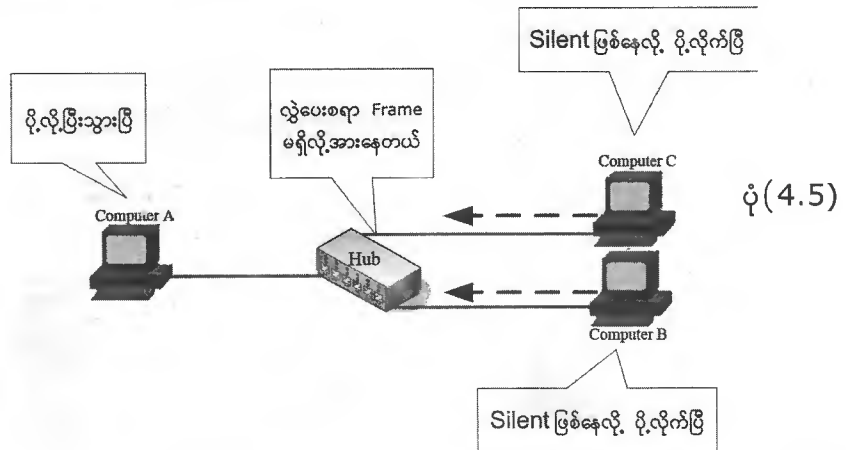 Silent ဖြစ်နေလို့ ပို့လိုက်ပြီ
ပို့လို့ပြီးသွားပြီ
လွှဲပေးစရာ Frame
မရှိလို့အားနေတယ်
Computer C
ပုံ(4.5)
Computer A
Hub
Computer B
Silent ဖြစ်နေလို့ ပို့လိုက်ပြီ